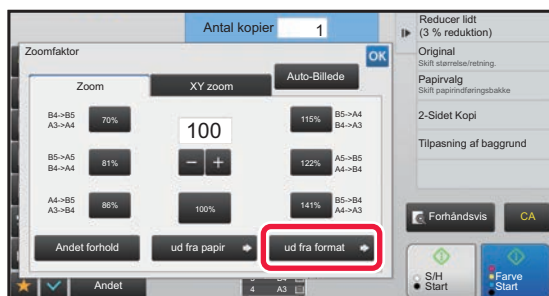 Antal kopier 1
Zoomfaktor
OK
Zoom
XY zoom
Auto-Billede
B4->B5
A3->A4
70%
100
115%
B5->A4
B4->A3
B5->A5
B4->A4
81%
122%
A5->B5
A4->B4
A4->B5
A3->B4
86%
100%
141%
B5->B4
A4->A3
Andet forhold
ud fra papir
ud fra format
Andet
4 A3
Reducer lidt
(3 % reduktion)
Original
Skift størrelse/retning.
Papirvalg
Skift papirindføringsbakke
2-Sidet Kopi
Tilpasning af baggrund
Forhåndsvis
CA
S/H
Start
Farve
Start